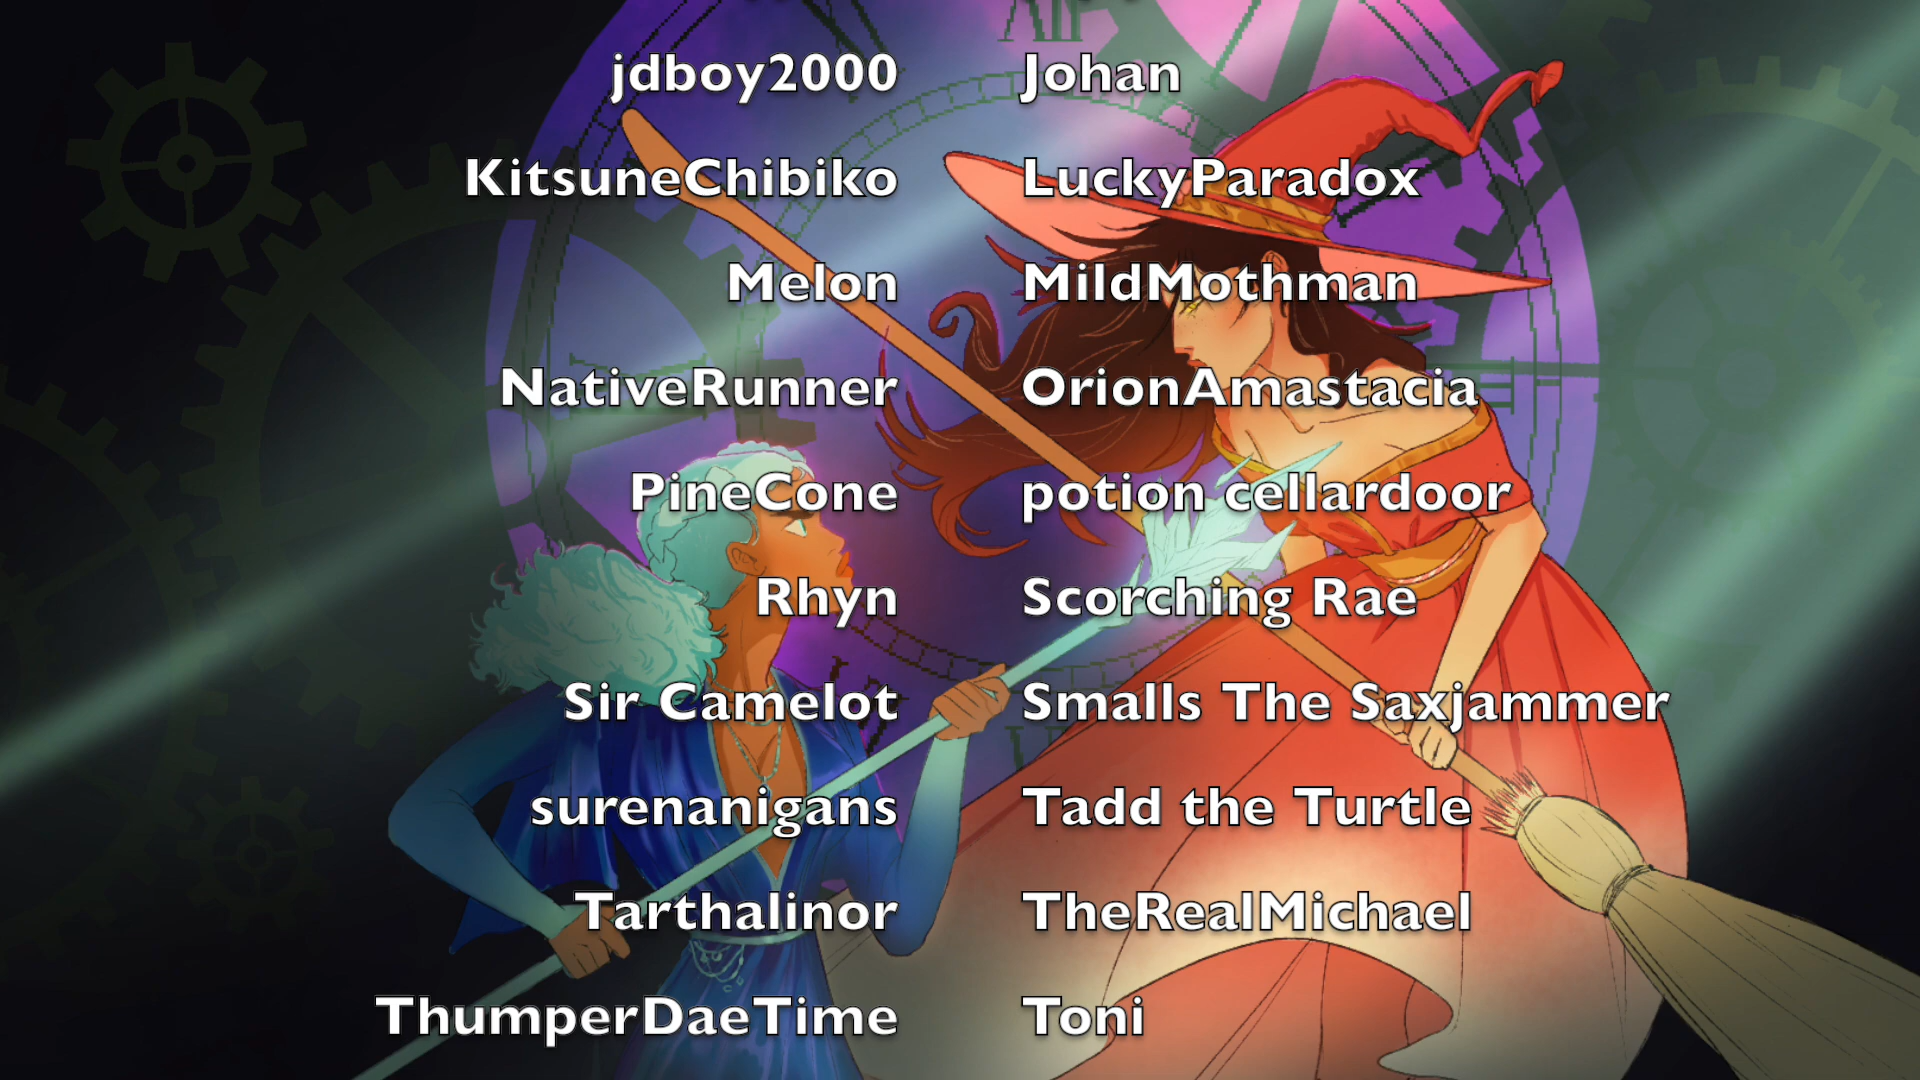 jdboy2000 Johan
KitsuneChibiko LuckyParadox
Melon MildMothman
NativeRunner OrionAmastacia
PineCone potion cellardoor
Rhyn Scorching Rae
Sir Camelot Smalls The Saxjammer
surenanigans Tadd the Turtle
Tarthalinor TheRealMichael
ThumperDaeTime Toni